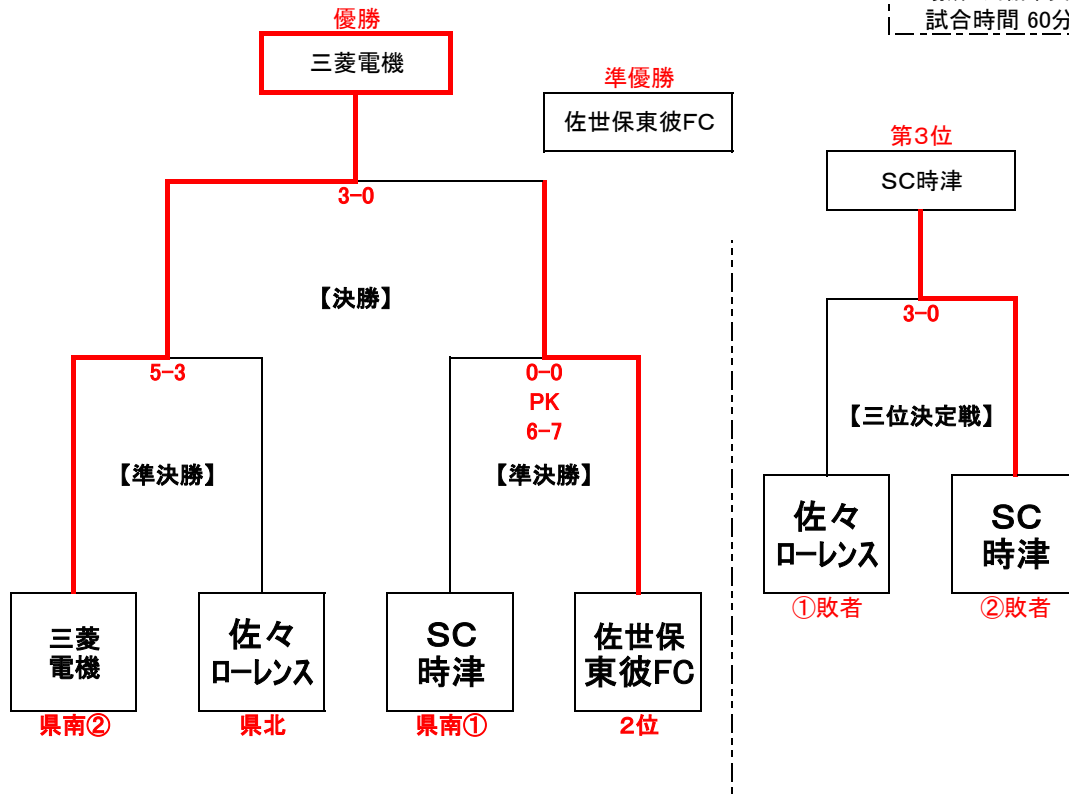 試合時間 60分
優勝
三菱電機
準優勝
佐世保東彼FC
第3位
SC時津
3-0
【決勝】
3-0
5-3
0-0
PK
6-7
【三位決定戦】
【準決勝】
【準決勝】
佐々
ローレンス
SC
時津
①敗者
②敗者
三菱
電機
佐々
ローレンス
SC
時津
佐世保
東彼FC
県南②
県北
県南①
2位